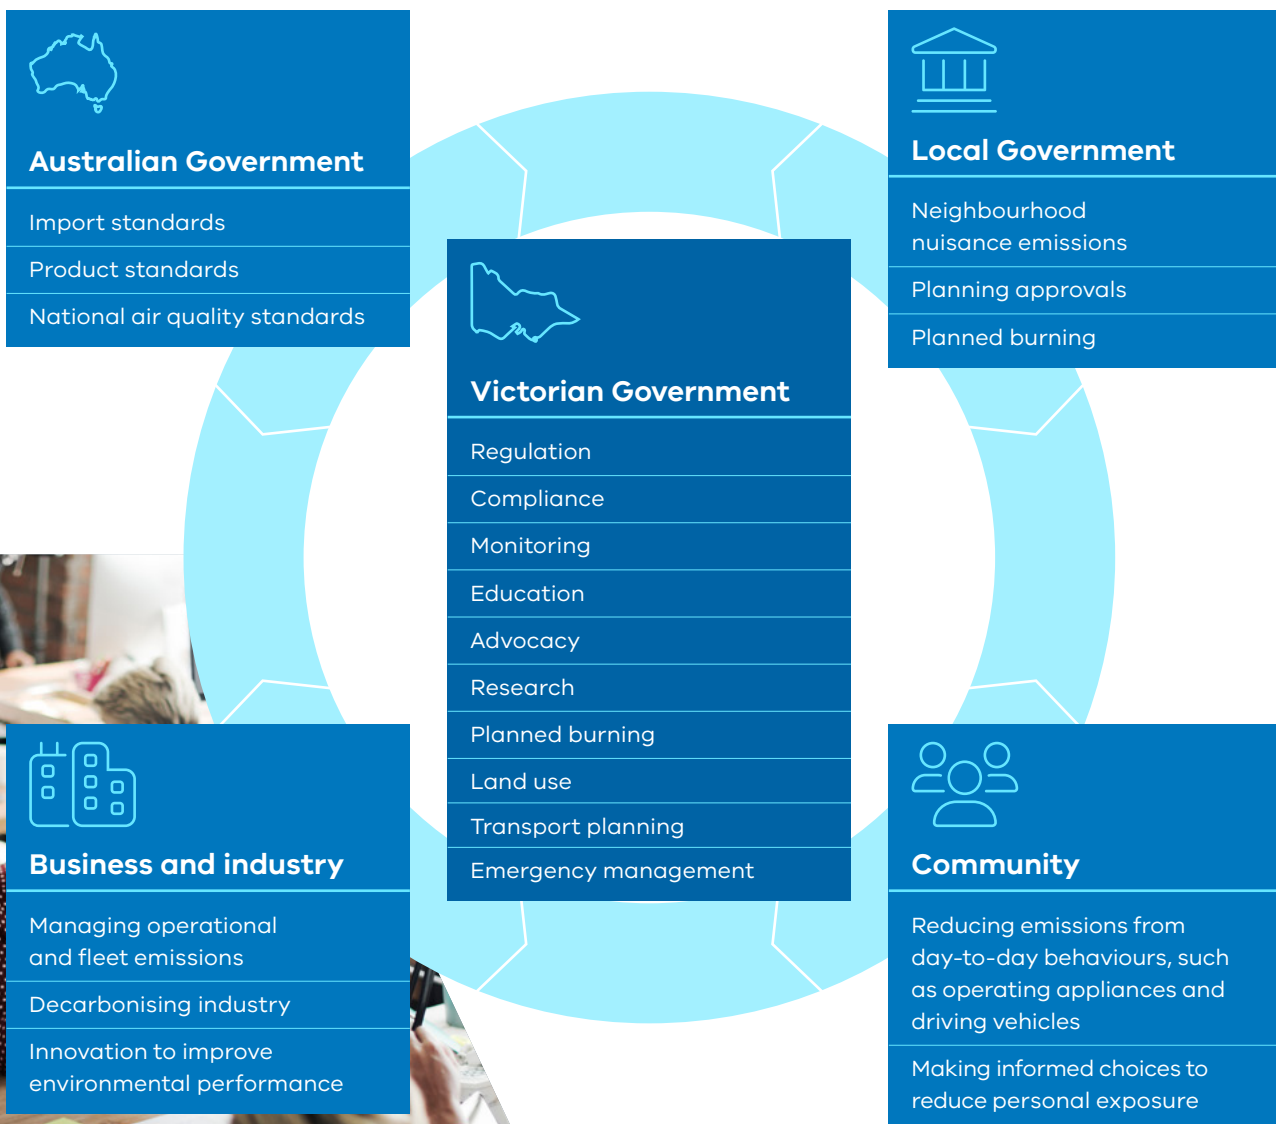 Australian Government
Import standards
Product standards
National air quality standards
Local Government
Neighbourhood
nuisance emissions
Planning approvals
Planned burning
Victorian Government
Regulation
Compliance
Monitoring
Education
Advocacy
Research
Planned burning
Land use
Transport planning
Emergency management
Business and industry
Managing operational
and fleet emissions
Decarbonising industry
Innovation to improve
environmental performance
Community
Reducing emissions from
day-to-day behaviours, such
as operating appliances and
driving vehicles
Making informed choices to
reduce personal exposure